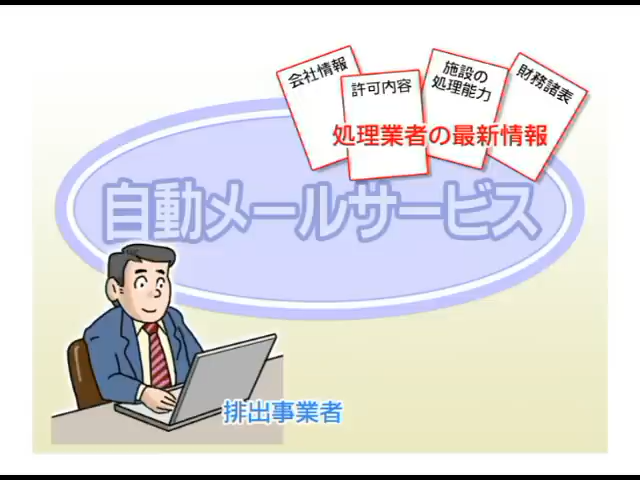 会社情報
許可内容
施設の
処理能力
財務諸表
処理業者の最新情報
自動メールサービス
排出事業者